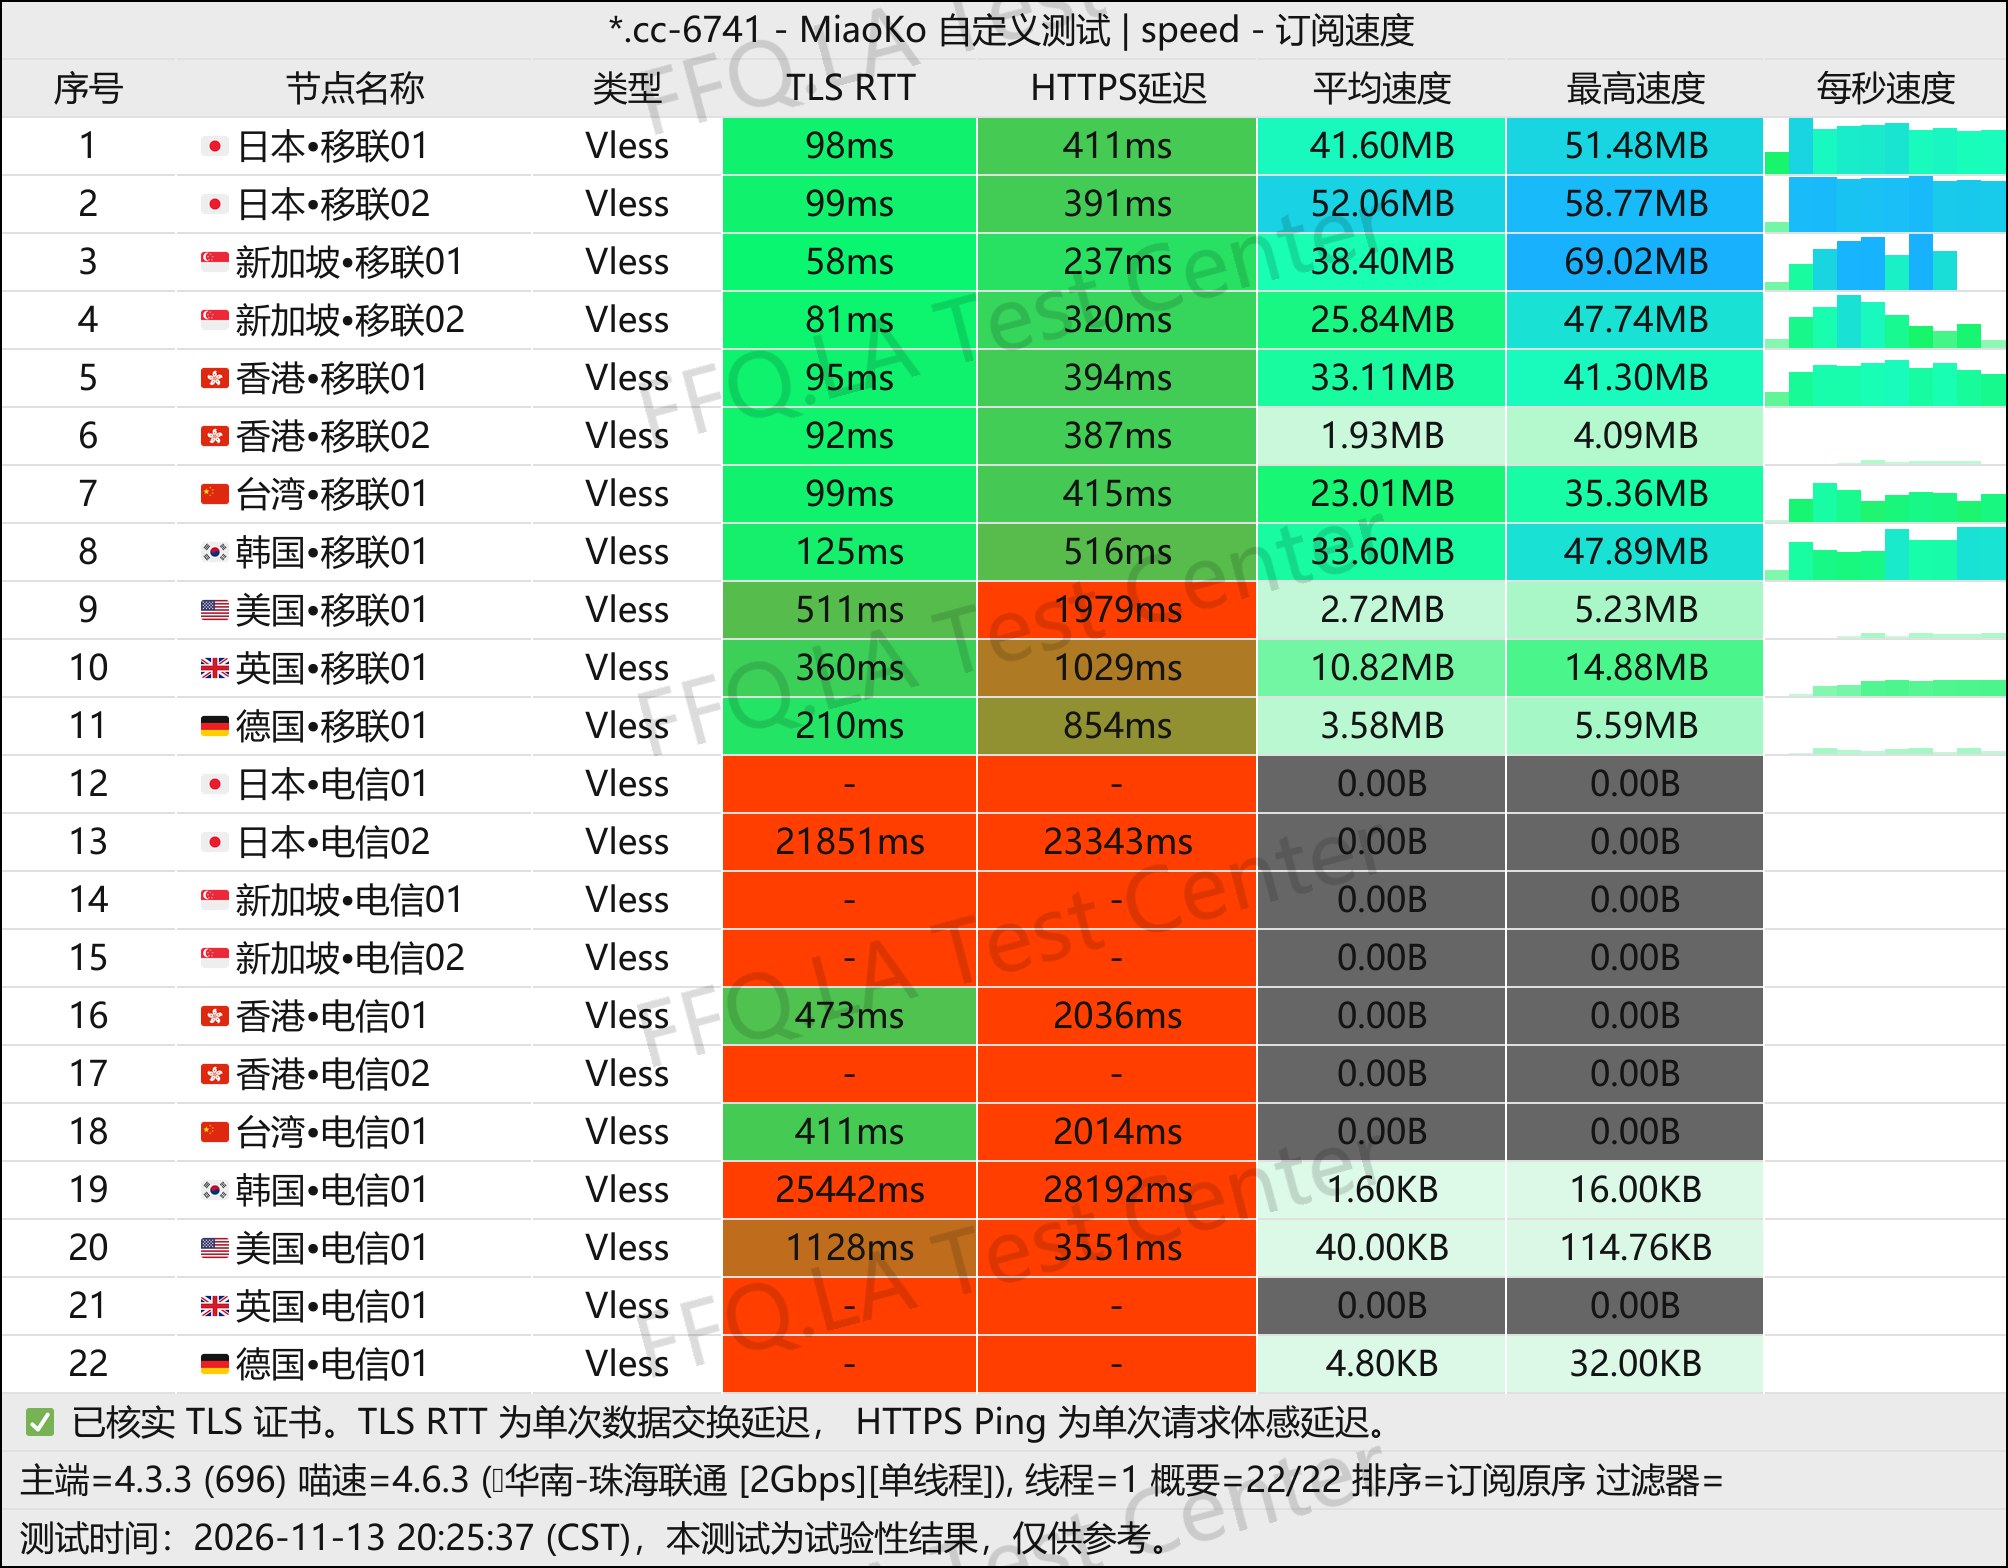 *.cc-6741 - MiaoKo 自定义测试 | speed - 订阅速度
序号 节点名称 类型 TLS RTT HTTPS延迟 平均速度 最高速度 每秒速度
1 日本•移联01 Vless 98ms 411ms 41.60MB 51.48MB
2 日本•移联02 Vless 99ms 391ms 52.06MB 58.77MB
3 新加坡•移联01 Vless 58ms 237ms 38.40MB 69.02MB
4 新加坡•移联02 Vless 81ms 320ms 25.84MB 47.74MB
5 香港•移联01 Vless 95ms 394ms 33.11MB 41.30MB
6 香港•移联02 Vless 92ms 387ms 1.93MB 4.09MB
7 台湾•移联01 Vless 99ms 415ms 23.01MB 35.36MB
8 韩国•移联01 Vless 125ms 516ms 33.60MB 47.89MB
9 美国•移联01 Vless 511ms 1979ms 2.72MB 5.23MB
10 英国•移联01 Vless 360ms 1029ms 10.82MB 14.88MB
11 德国•移联01 Vless 210ms 854ms 3.58MB 5.59MB
12 日本•电信01 Vless - - 0.00B 0.00B
13 日本•电信02 Vless 21851ms 23343ms 0.00B 0.00B
14 新加坡•电信01 Vless - - 0.00B 0.00B
15 新加坡•电信02 Vless - - 0.00B 0.00B
16 香港•电信01 Vless 473ms 2036ms 0.00B 0.00B
17 香港•电信02 Vless - - 0.00B 0.00B
18 台湾•电信01 Vless 411ms 2014ms 0.00B 0.00B
19 韩国•电信01 Vless 25442ms 28192ms 1.60KB 16.00KB
20 美国•电信01 Vless 1128ms 3551ms 40.00KB 114.76KB
21 英国•电信01 Vless - - 0.00B 0.00B
22 德国•电信01 Vless - - 4.80KB 32.00KB
✅ 已核实 TLS 证书。TLS RTT 为单次数据交换延迟， HTTPS Ping 为单次请求体感延迟。
主端=4.3.3 (696) 喵速=4.6.3 (华南-珠海联通 [2Gbps][单线程]), 线程=1 概要=22/22 排序=订阅原序 过滤器=
测试时间：2026-11-13 20:25:37 (CST)，本测试为试验性结果，仅供参考。
FFQ.LA Test Center
FFQ.LA Test Center
FFQ.LA Test Center
FFQ.LA Test Center
FFQ.LA Test Center